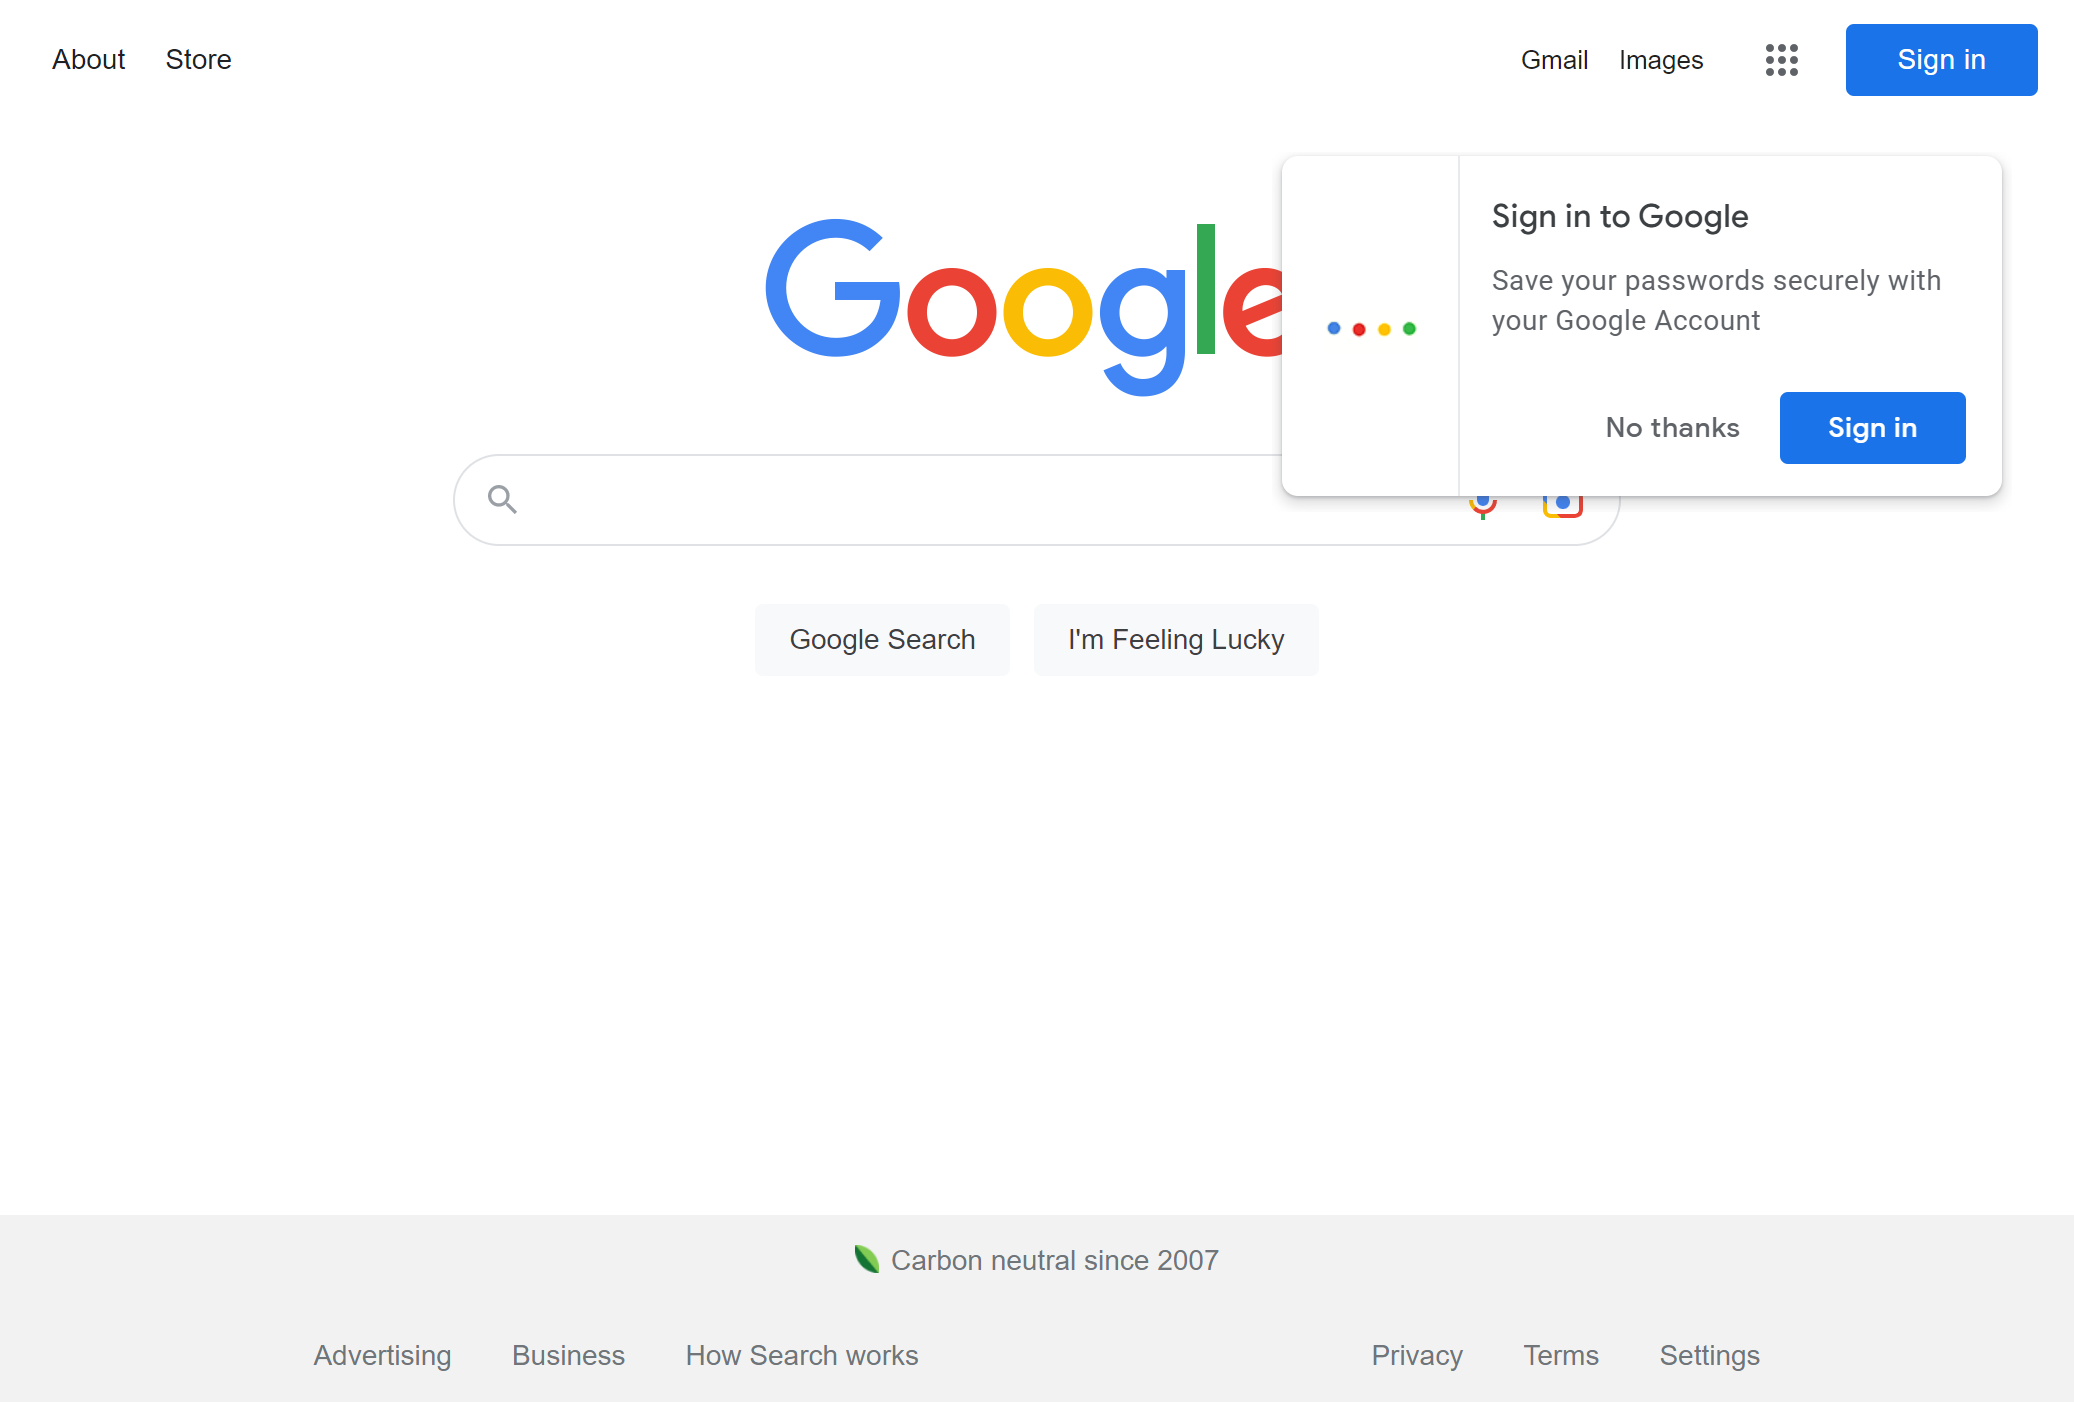 About Store
Gmail Images Sign in
Google
Sign in to Google
Save your passwords securely with
your Google Account
No thanks Sign in
Google Search I'm Feeling Lucky
Carbon neutral since 2007
Advertising Business How Search works
Privacy Terms Settings